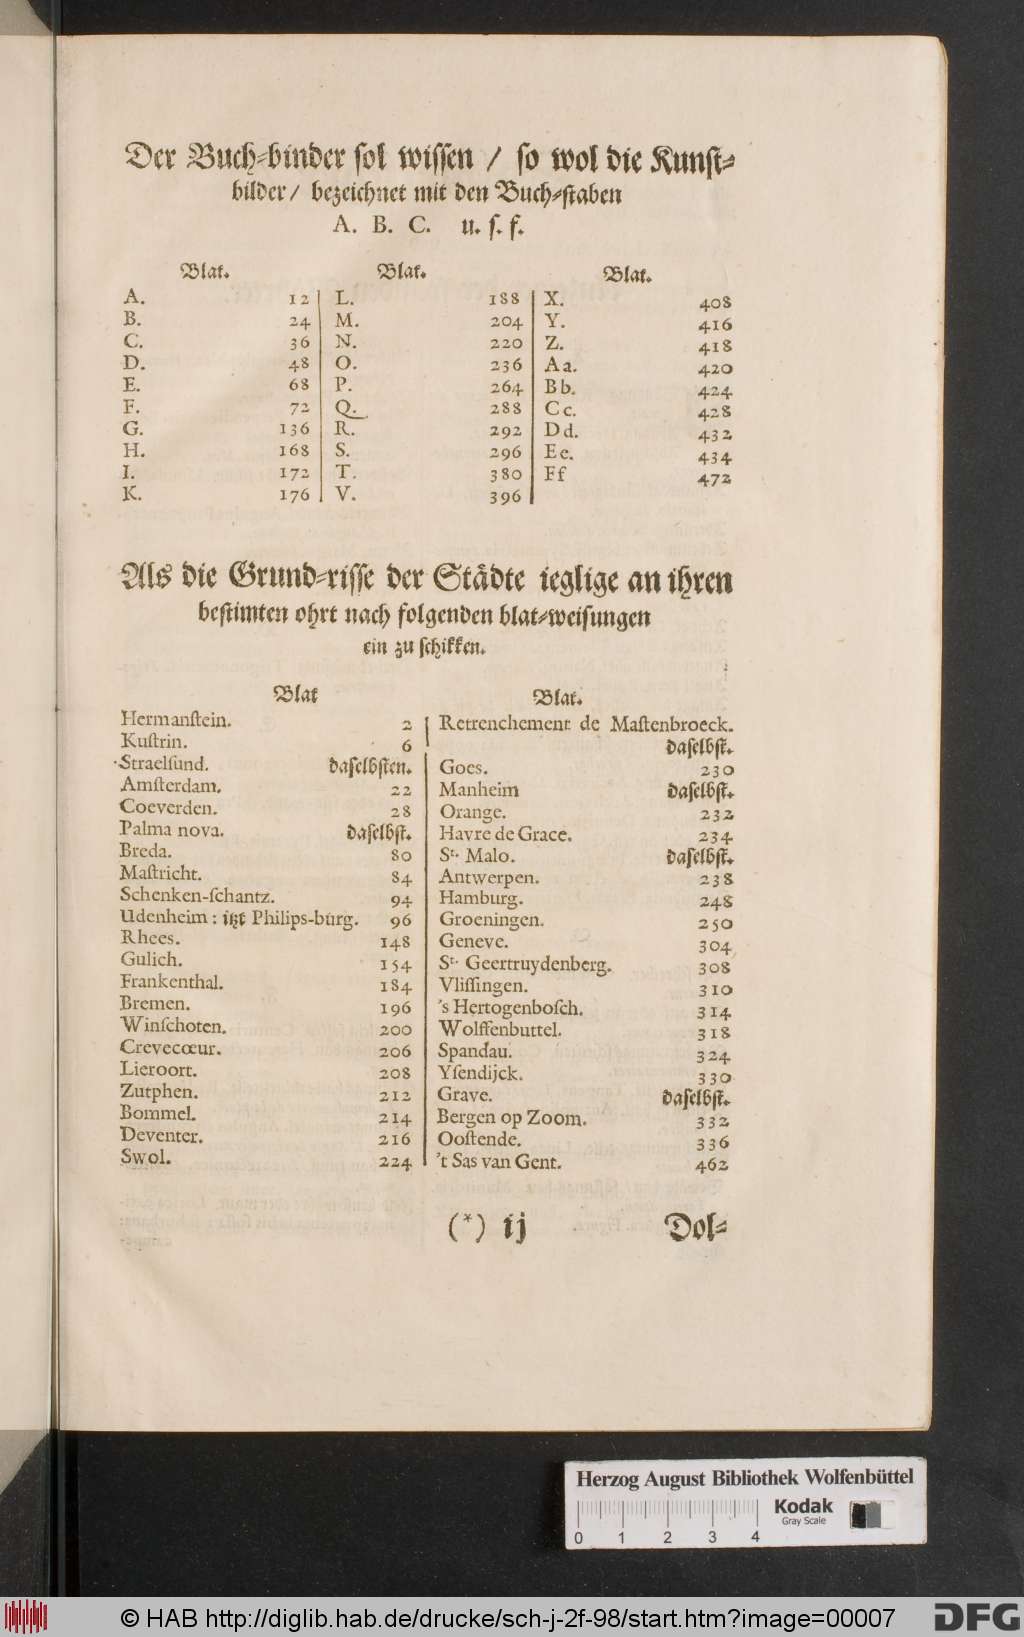 Der Buch-binder sol wissen / so wol die Kunst-
bilder / bezeichnet mit den Buch-staben
A. B. C. u. ſ. f.
Blat. Blat. Blat.
A. 12 L. 188 X. 408
B. 24 M. 204 Y. 416
C. 36 N. 220 Z. 418
D. 48 O. 236 Aa. 420
E. 68 P. 264 Bb. 424
F. 72 Q. 288 Cc. 428
G. 136 R. 292 Dd. 432
H. 168 S. 296 Ee. 434
I. 172 T. 380 Ff 472
K. 176 V. 396
Als die Grund-riſſe der Städte ieglige an ihren
beſtimten ohrt nach folgenden blat-weiſungen
ein zu ſchikken.
Blat
Hermanſtein. 2
Kuſtrin. 6
Straelſund. daſelbſten.
Amſterdam. 22
Coeverden. 28
Palma nova. daſelbſt.
Breda. 80
Maſtricht. 84
Schenken-ſchantz. 94
Udenheim: itzt Philips-burg. 96
Rhees. 148
Gulich. 154
Frankenthal. 184
Bremen. 196
Winſchoten. 200
Crevecœur. 206
Lieroort. 208
Zutphen. 212
Bommel. 214
Deventer. 216
Swol. 224
Blat.
Retrenchement de Maſtenbroeck.
daſelbſt.
Goes. 230
Manheim daſelbſt.
Orange. 232
Havre de Grace. 234
St. Malo. daſelbſt.
Antwerpen. 238
Hamburg. 248
Groeningen. 250
Geneve. 304
St. Geertruydenberg. 308
Vliſſingen. 310
's Hertogenboſch. 314
Wolffenbuttel. 318
Spandau. 324
Yſendijck. 330
Grave. daſelbſt.
Bergen op Zoom. 332
Ooſtende. 336
't Sas van Gent. 462
(*) ij Dol-
Herzog August Bibliothek Wolfenbüttel
Kodak
Gray Scale
0 1 2 3 4
© HAB http://diglib.hab.de/drucke/sch-j-2f-98/start.htm?image=00007
DFG